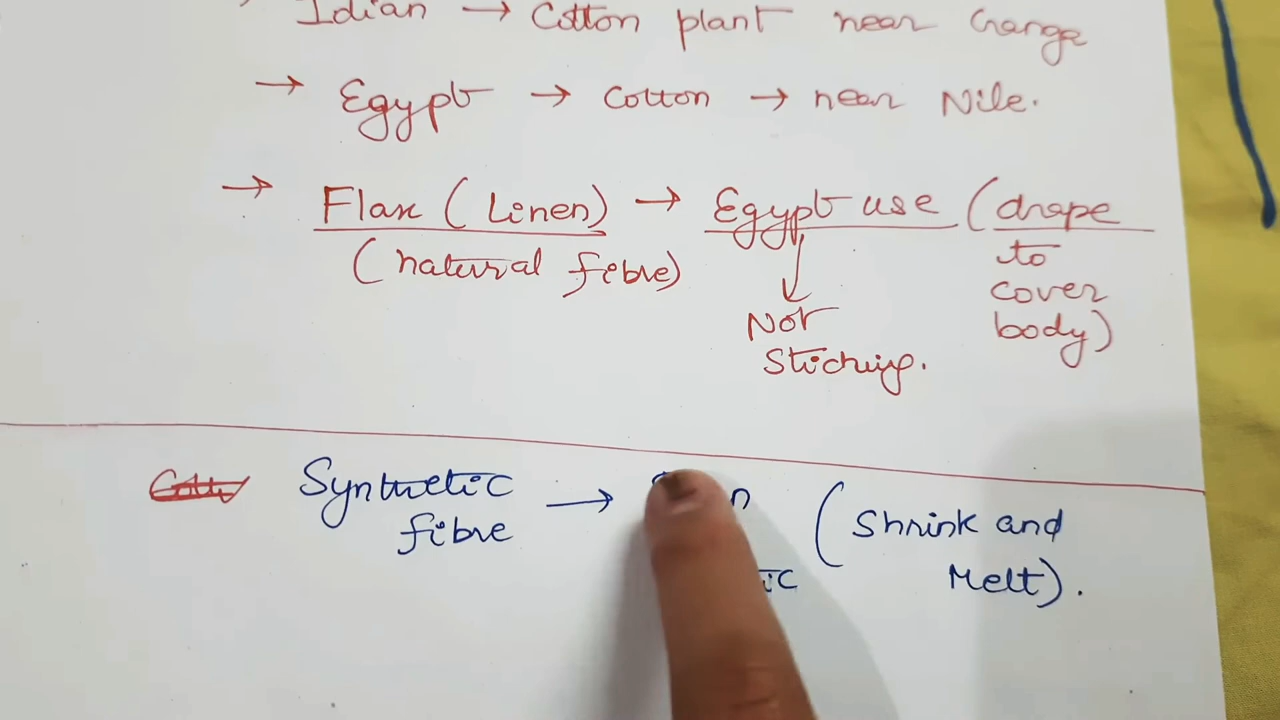 Idian → Cotton plant near Ganga
→ Egypt → Cotton → near Nile.
→ Flax (Linen) → Egypt use (drape
(natural fibre) to
cover
Not body)
Stiching.
Synthetic → (Shrink and
fibre Melt).